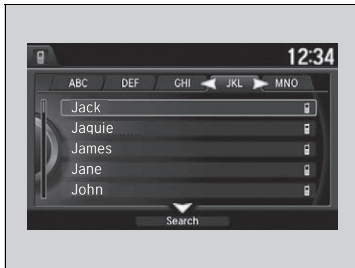 12:34
ABC DEF GHI JKL MNO
Jack
Jaquie
James
Jane
John
Search